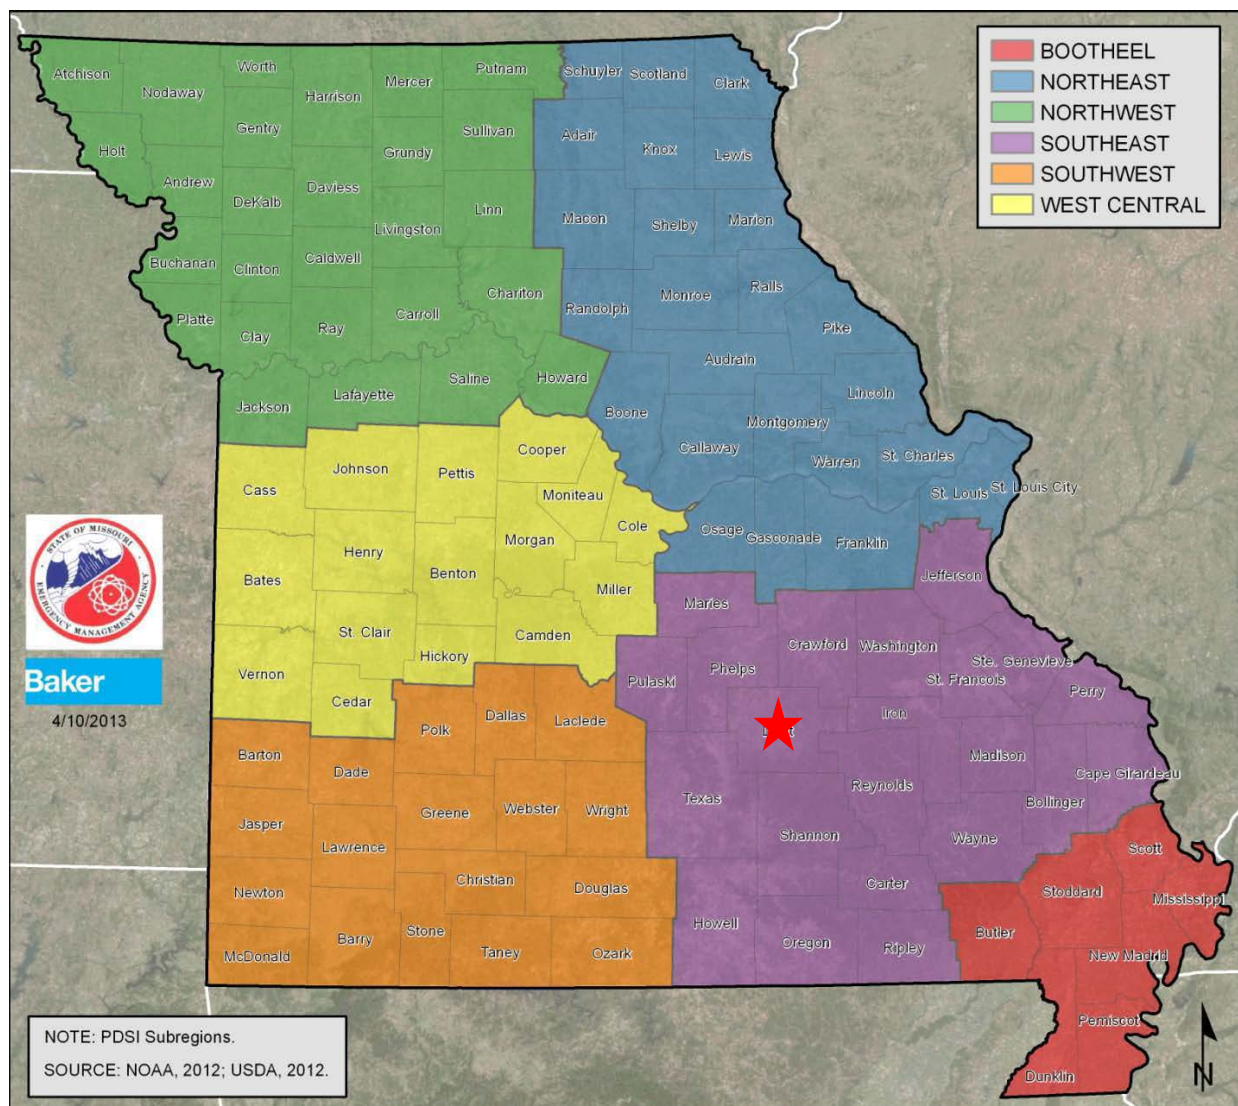 BOOTHEEL
NORTHEAST
NORTHWEST
SOUTHEAST
SOUTHWEST
WEST CENTRAL
Atchison
Nodaway
Worth
Harrison
Mercer
Putnam
Schuyler
Scotland
Clark
Holt
Gentry
Sullivan
Adair
Knox
Lewis
Andrew
DeKalb
Daviess
Grundy
Linn
Macon
Shelby
Marion
Livingston
Buchanan
Clinton
Caldwell
Chariton
Randolph
Monroe
Ralls
Platte
Clay
Ray
Carroll
Pike
Audrain
Jackson
Lafayette
Saline
Howard
Boone
Lincoln
Montgomery
Callaway
Warren
St. Charles
St. Louis
St. Louis City
Cass
Johnson
Pettis
Cooper
Moniteau
Cole
Osage
Gasconade
Franklin
Henry
Morgan
Bates
Benton
Miller
Jefferson
Maries
St. Clair
Camden
Hickory
Vernon
Cedar
Pulaski
Phelps
Crawford
Washington
Ste. Genevieve
St. Francois
Perry
Iron
Polk
Dallas
Laclede
Barton
Dade
Madison
Cape Girardeau
Texas
Reynolds
Bollinger
Jasper
Greene
Webster
Wright
Shannon
Wayne
Lawrence
Scott
Newton
Christian
Douglas
Carter
Stoddard
Mississippi
McDonald
Barry
Stone
Taney
Ozark
Howell
Oregon
Ripley
Butler
New Madrid
Pemiscot
Dunklin
STATE OF MISSOURI
EMERGENCY MANAGEMENT AGENCY
Baker
4/10/2013
NOTE: PDSI Subregions.
SOURCE: NOAA, 2012; USDA, 2012.
N